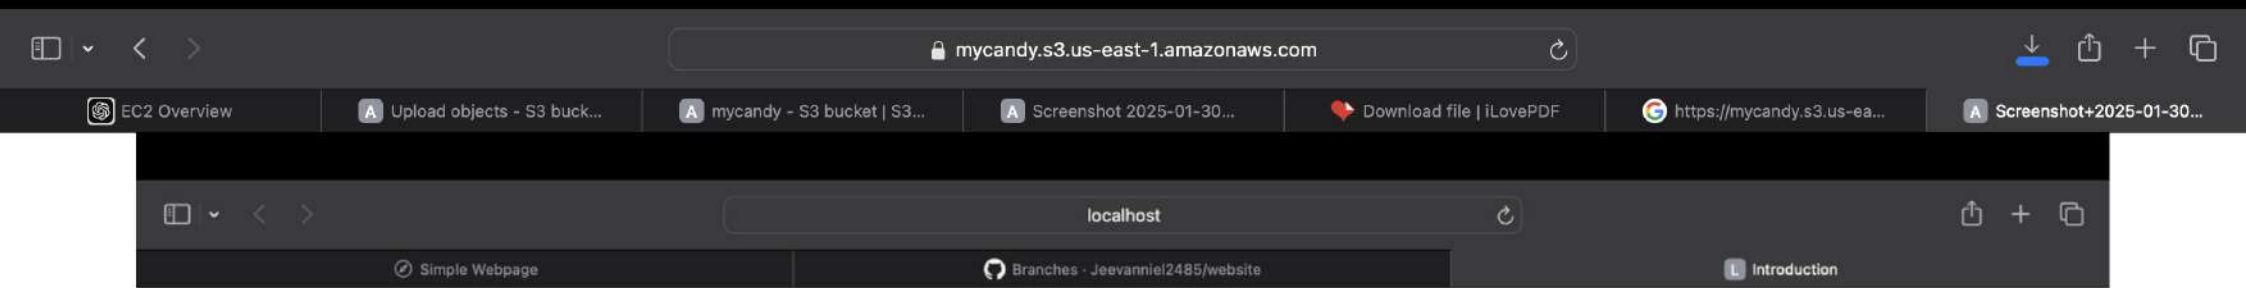 mycandy.s3.us-east-1.amazonaws.com
EC2 Overview A Upload objects - S3 buck... A mycandy - S3 bucket | S3... A Screenshot 2025-01-30... Download file | iLovePDF G https://mycandy.s3.us-ea... A Screenshot+2025-01-30...
localhost
Simple Webpage Branches · Jeevanniel2485/website L Introduction